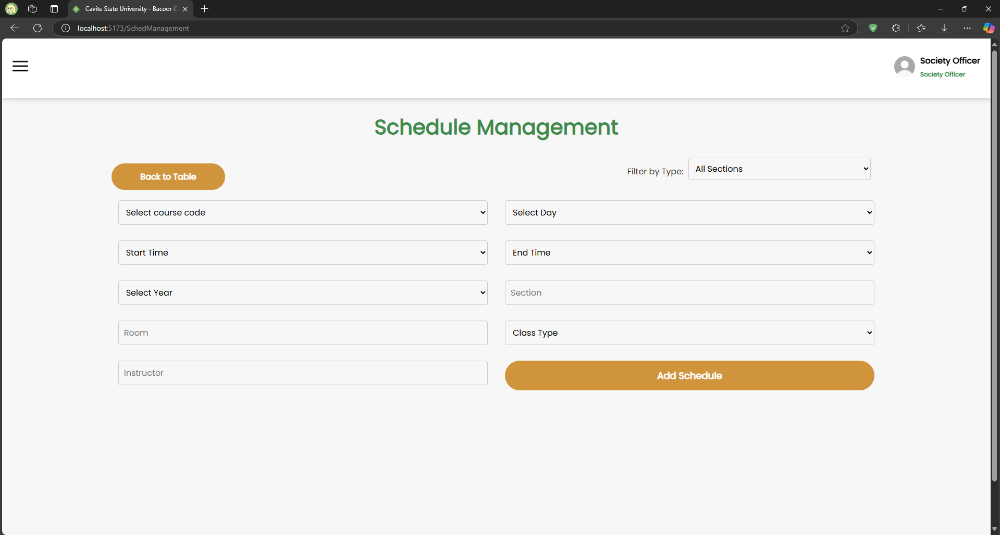 Cavite State University - Bacoor C
localhost:5173/SchedManagement
Society Officer
Society Officer
Schedule Management
Back to Table
Filter by Type:
All Sections
Select course code
Select Day
Start Time
End Time
Select Year
Section
Room
Class Type
Instructor
Add Schedule